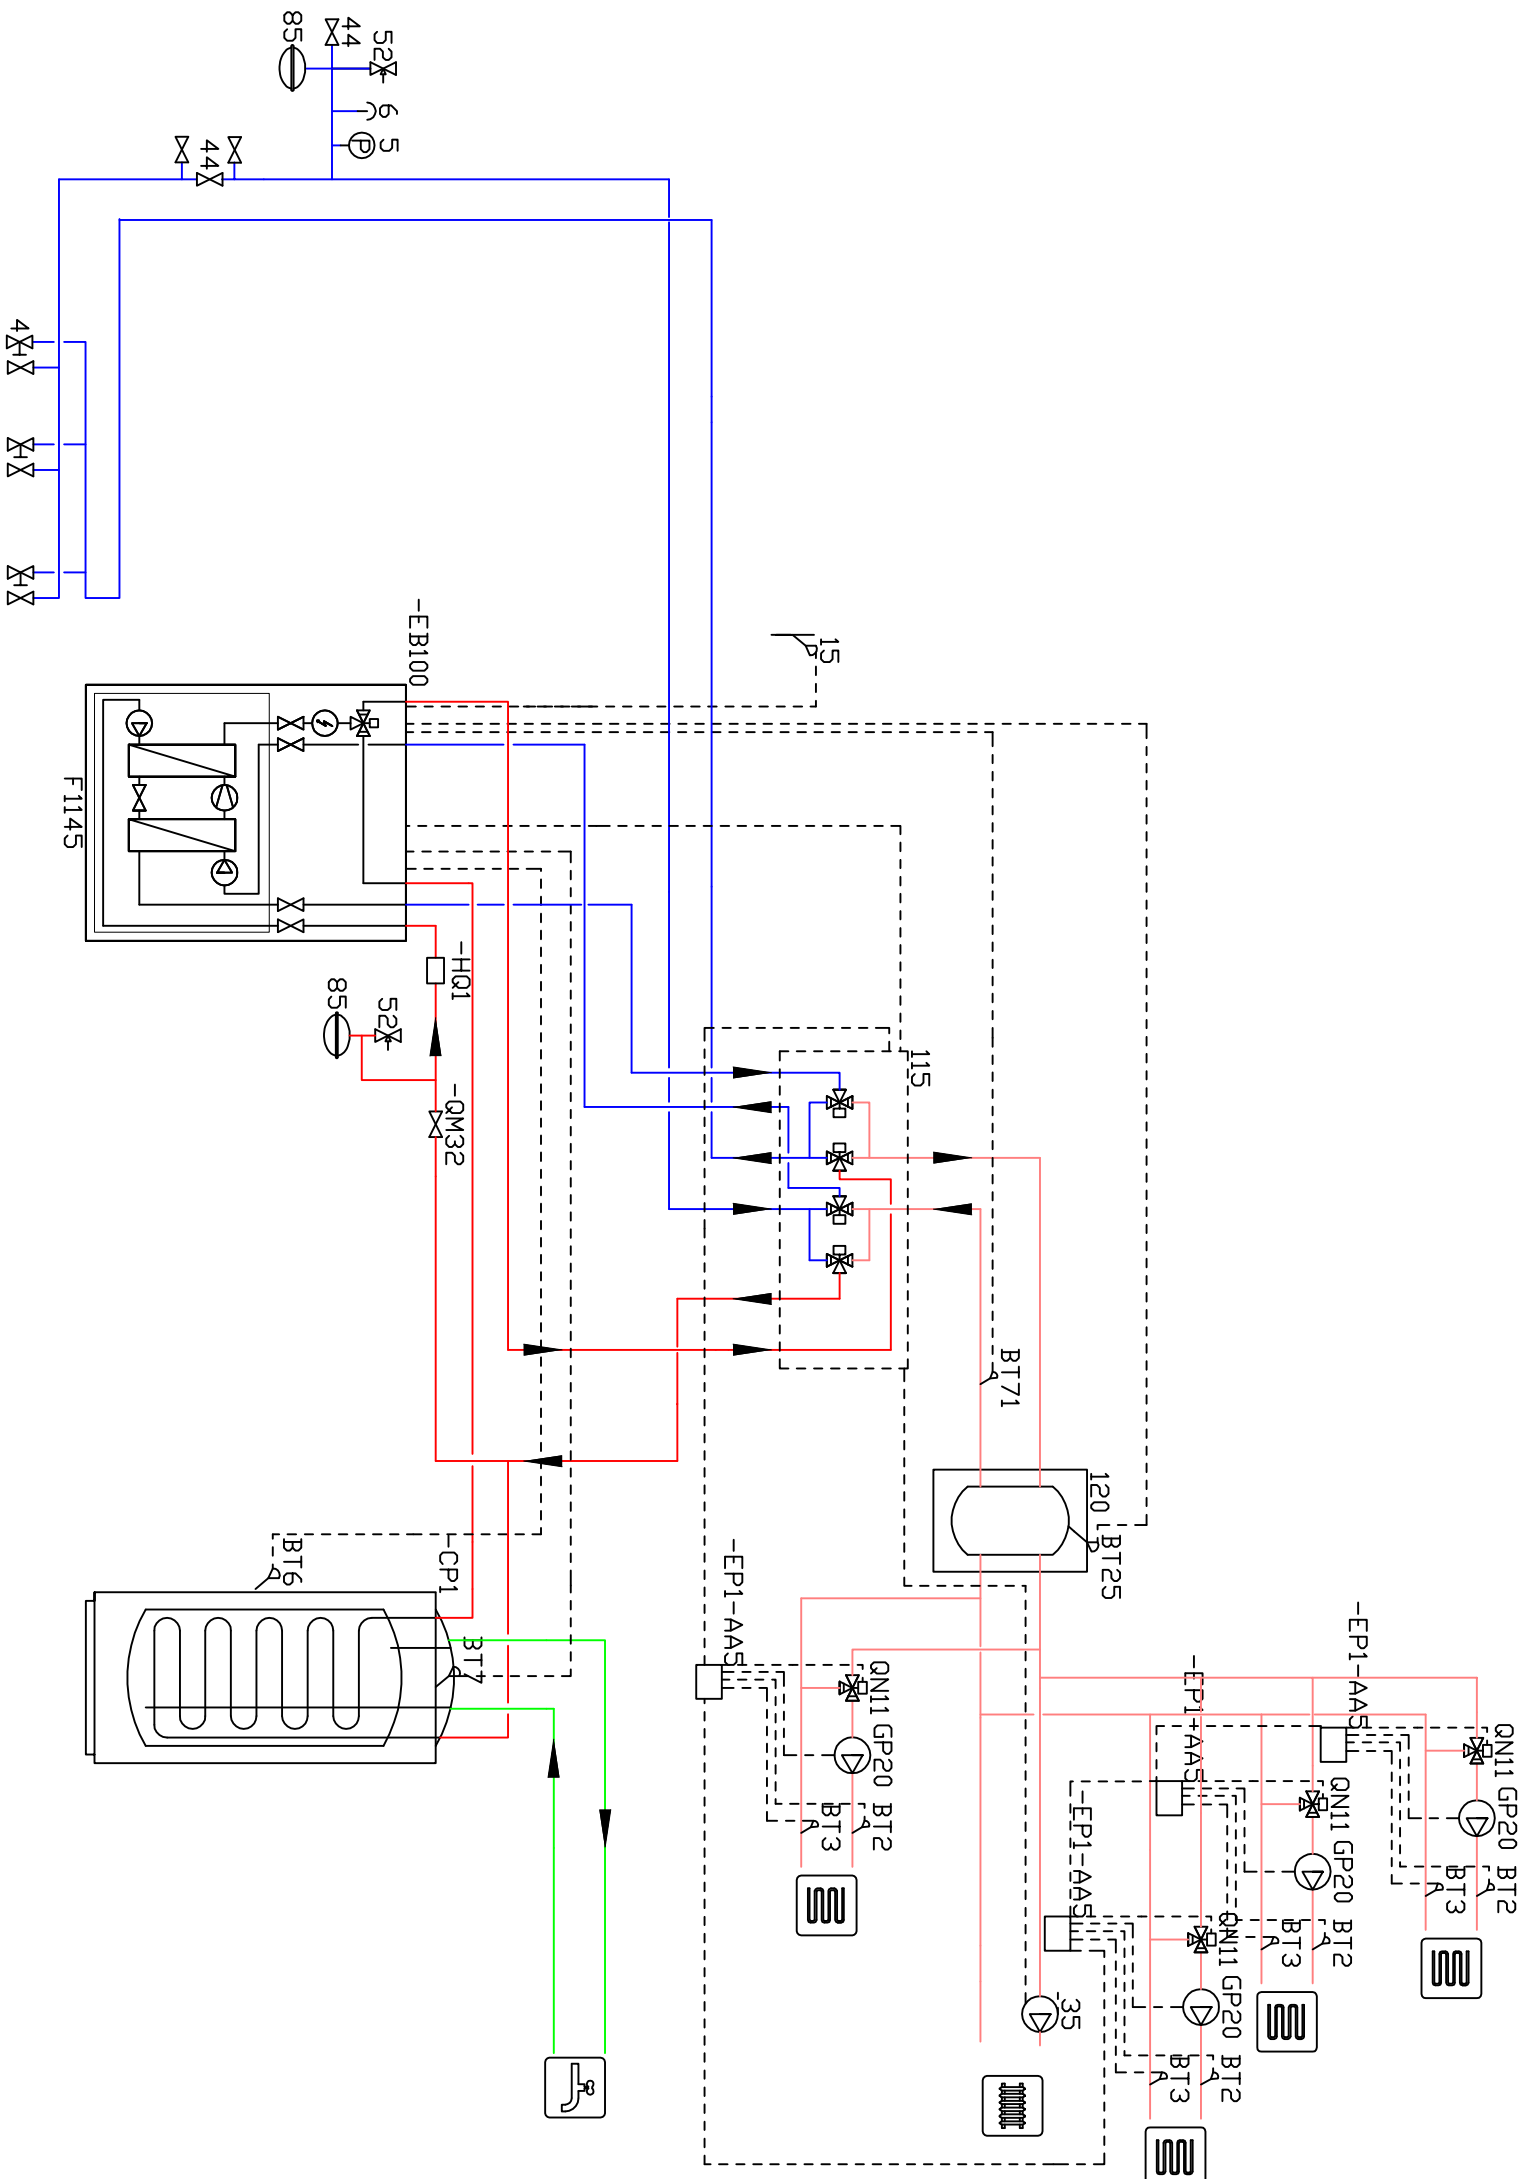 85
44
52
6
P
5
44
4
-EB100
15
F1145
-HQ1
85
52
-QM32
115
BT71
120
BT25
-CP1
BT6
BT7
-EP1-AA5
QN11
GP20
BT2
BT3
-EP1-AA5
QN11
GP20
BT2
BT3
-EP1-AA5
QN11
GP20
BT2
BT3
-EP1-AA5
QN11
GP20
BT2
BT3
35